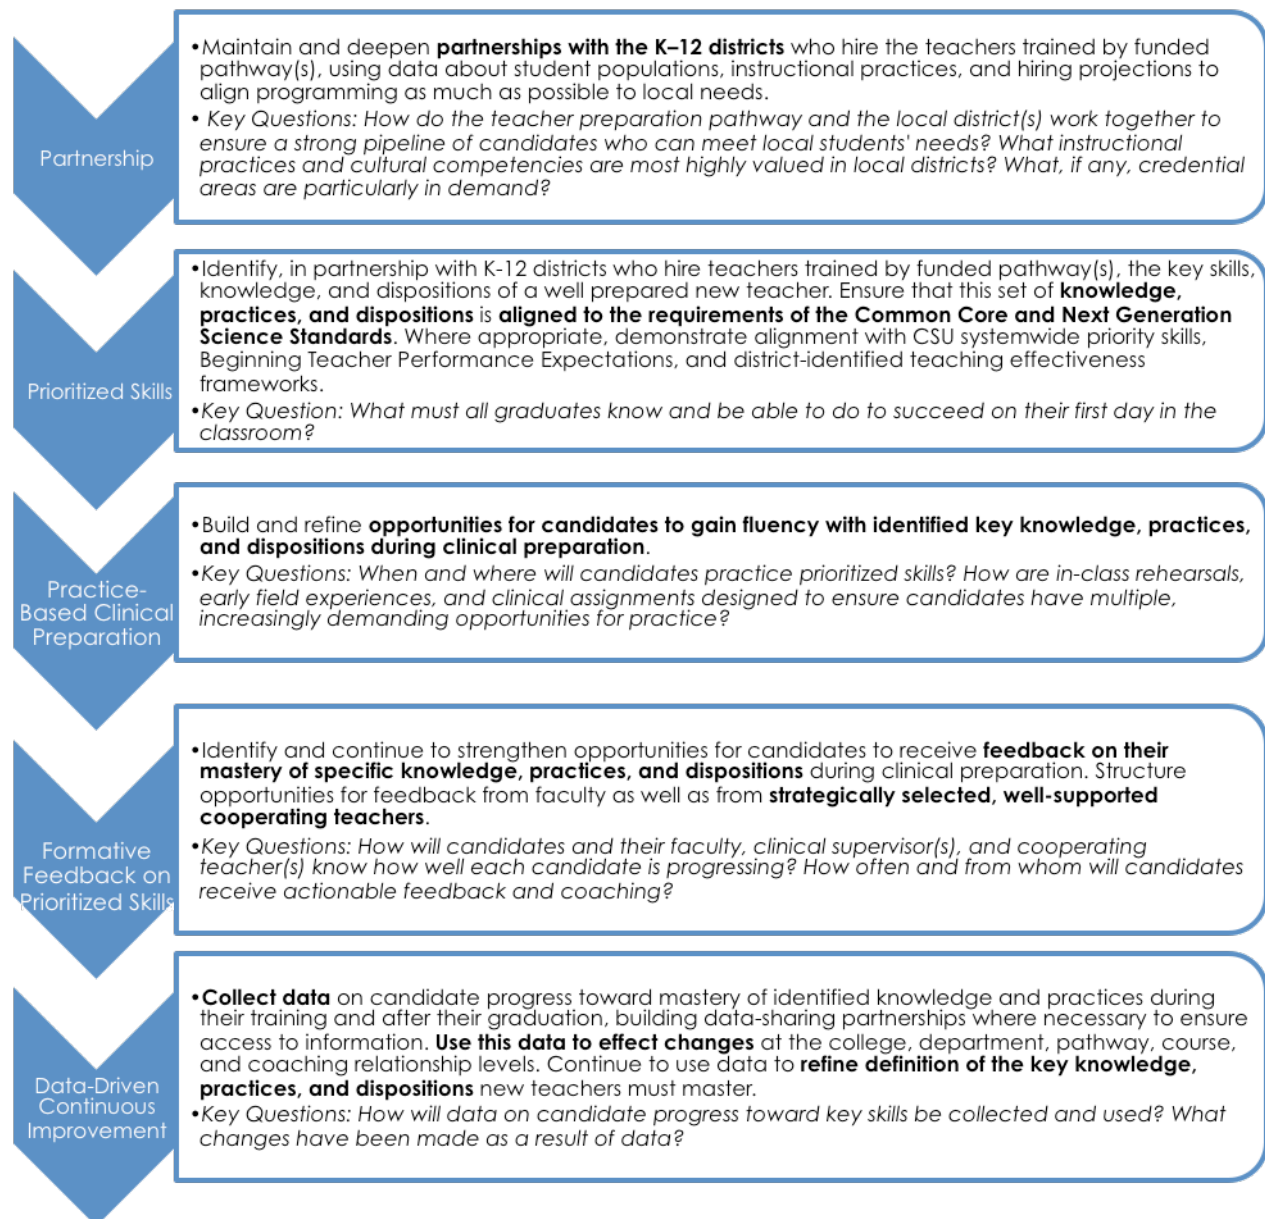 Partnership
•Maintain and deepen partnerships with the K–12 districts who hire the teachers trained by funded
pathway(s), using data about student populations, instructional practices, and hiring projections to
align programming as much as possible to local needs.
• Key Questions: How do the teacher preparation pathway and the local district(s) work together to
ensure a strong pipeline of candidates who can meet local students' needs? What instructional
practices and cultural competencies are most highly valued in local districts? What, if any, credential
areas are particularly in demand?
Prioritized Skills
•Identify, in partnership with K-12 districts who hire teachers trained by funded pathway(s), the key skills,
knowledge, and dispositions of a well prepared new teacher. Ensure that this set of knowledge,
practices, and dispositions is aligned to the requirements of the Common Core and Next Generation
Science Standards. Where appropriate, demonstrate alignment with CSU systemwide priority skills,
Beginning Teacher Performance Expectations, and district-identified teaching effectiveness
frameworks.
•Key Question: What must all graduates know and be able to do to succeed on their first day in the
classroom?
Practice-
Based Clinical
Preparation
•Build and refine opportunities for candidates to gain fluency with identified key knowledge, practices,
and dispositions during clinical preparation.
•Key Questions: When and where will candidates practice prioritized skills? How are in-class rehearsals,
early field experiences, and clinical assignments designed to ensure candidates have multiple,
increasingly demanding opportunities for practice?
Formative
Feedback on
Prioritized Skills
•Identify and continue to strengthen opportunities for candidates to receive feedback on their
mastery of specific knowledge, practices, and dispositions during clinical preparation. Structure
opportunities for feedback from faculty as well as from strategically selected, well-supported
cooperating teachers.
•Key Questions: How will candidates and their faculty, clinical supervisor(s), and cooperating
teacher(s) know how well each candidate is progressing? How often and from whom will candidates
receive actionable feedback and coaching?
Data-Driven
Continuous
Improvement
•Collect data on candidate progress toward mastery of identified knowledge and practices during
their training and after their graduation, building data-sharing partnerships where necessary to ensure
access to information. Use this data to effect changes at the college, department, pathway, course,
and coaching relationship levels. Continue to use data to refine definition of the key knowledge,
practices, and dispositions new teachers must master.
•Key Questions: How will data on candidate progress toward key skills be collected and used? What
changes have been made as a result of data?